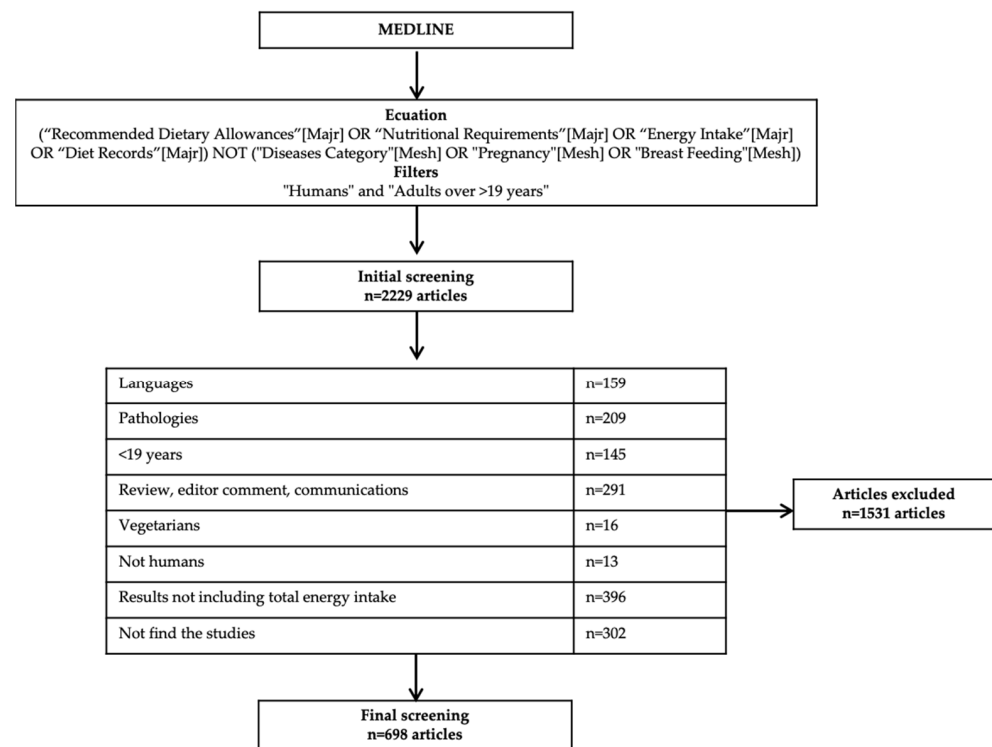 MEDLINE
Ecuation
(“Recommended Dietary Allowances”[Majr] OR “Nutritional Requirements”[Majr] OR “Energy Intake”[Majr]
OR “Diet Records”[Majr]) NOT ("Diseases Category"[Mesh] OR "Pregnancy"[Mesh] OR "Breast Feeding"[Mesh])
Filters
"Humans" and "Adults over >19 years"
Initial screening
n=2229 articles
Languages n=159
Pathologies n=209
<19 years n=145
Review, editor comment, communications n=291
Vegetarians n=16
Not humans n=13
Results not including total energy intake n=396
Not find the studies n=302
Articles excluded
n=1531 articles
Final screening
n=698 articles